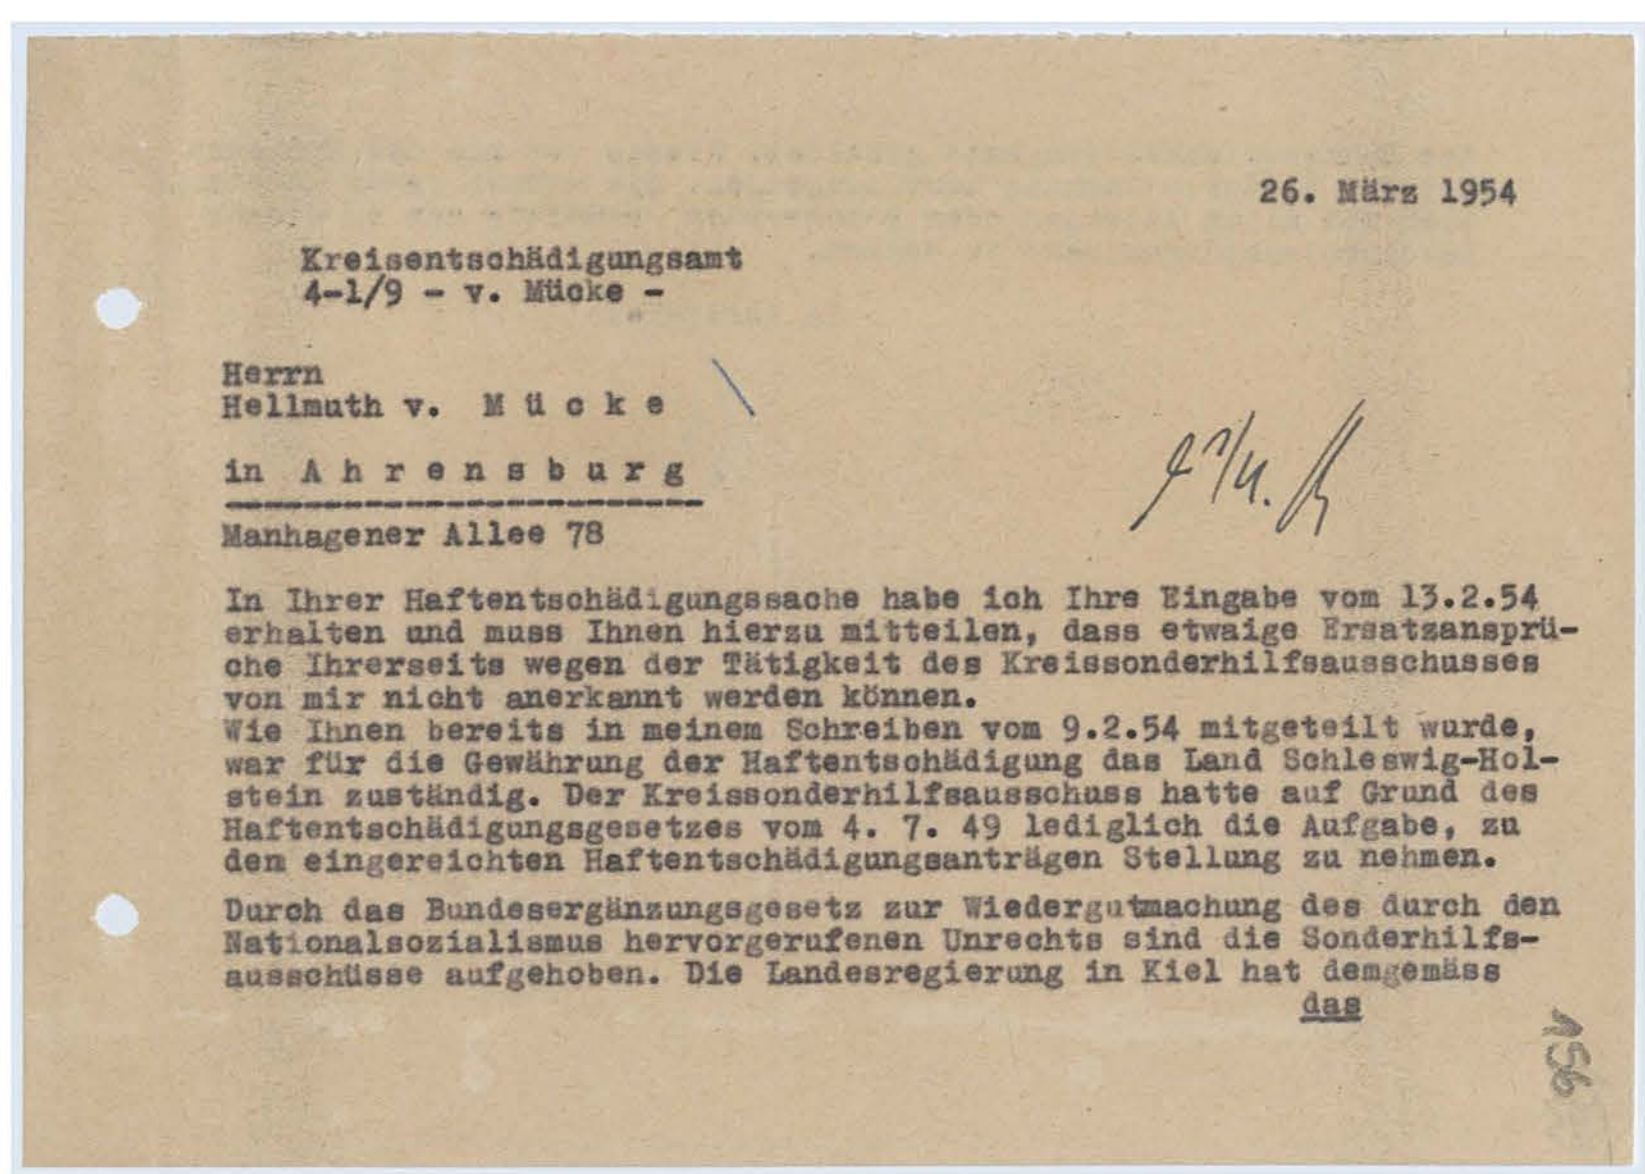 26. März 1954
Kreisentschädigungsamt
4-1/9 - v. Mücke -
Herrn
Hellmuth v. M ü c k e
in A h r e n s b u r g
Manhagener Allee 78
In Ihrer Haftentschädigungssache habe ich Ihre Eingabe vom 13.2.54
erhalten und muss Ihnen hierzu mitteilen, dass etwaige Ersatzansprü-
che Ihrerseits wegen der Tätigkeit des Kreissonderhilfsausschusses
von mir nicht anerkannt werden können.
Wie Ihnen bereits in meinem Schreiben vom 9.2.54 mitgeteilt wurde,
war für die Gewährung der Haftentschädigung das Land Schleswig-Hol-
stein zuständig. Der Kreissonderhilfsausschuss hatte auf Grund des
Haftentschädigungsgesetzes vom 4. 7. 49 lediglich die Aufgabe, zu
den eingereichten Haftentschädigungsanträgen Stellung zu nehmen.
Durch das Bundesergänzungsgesetz zur Wiedergutmachung des durch den
Nationalsozialismus hervorgerufenen Unrechts sind die Sonderhilfs-
ausschüsse aufgehoben. Die Landesregierung in Kiel hat demgemäss
das